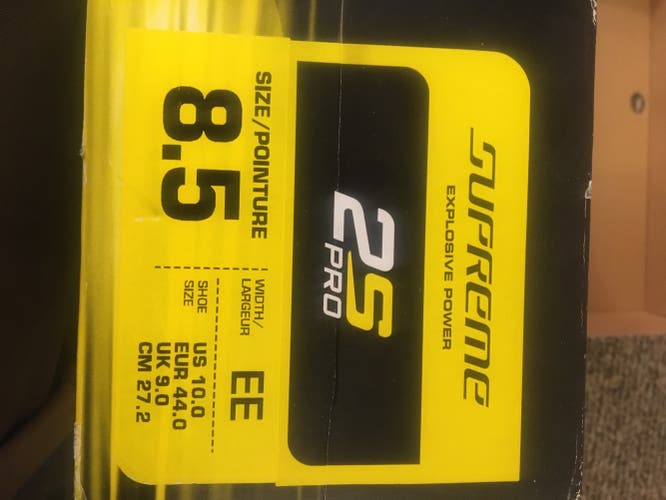 SUPREME
EXPLOSIVE POWER
2S
PRO
SIZE/POINTURE
8.5
WIDTH/
LARGEUR
EE
SHOE
SIZE
US 10.0
EUR 44.0
UK 9.0
CM 27.2